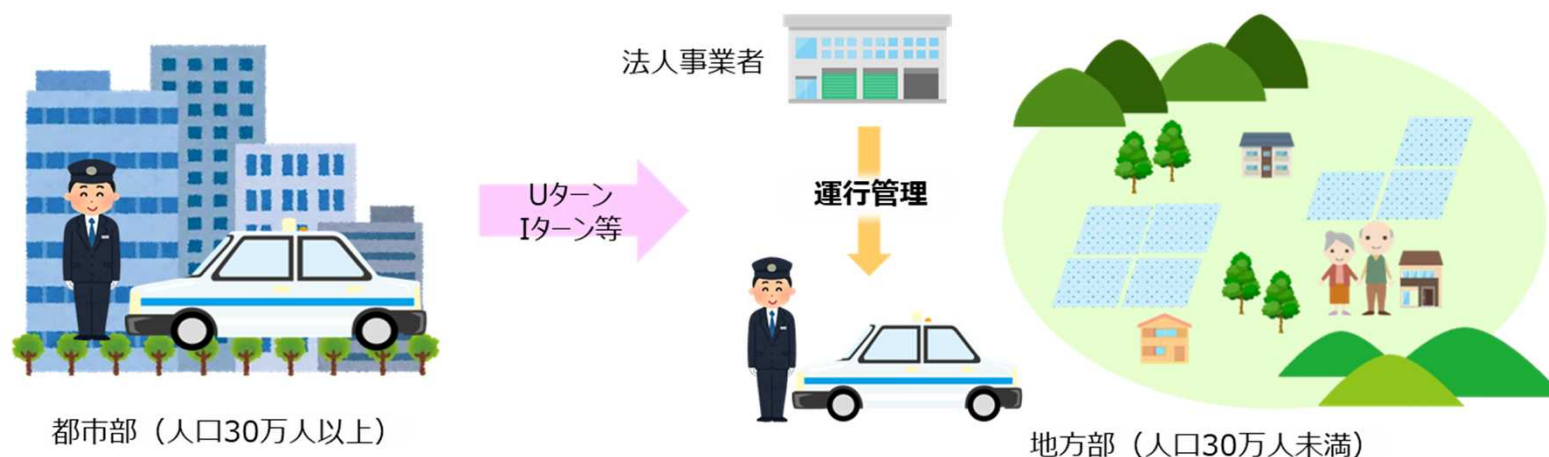 法人事業者
Uターン
Iターン等
運行管理
都市部（人口30万人以上）
地方部（人口30万人未満）